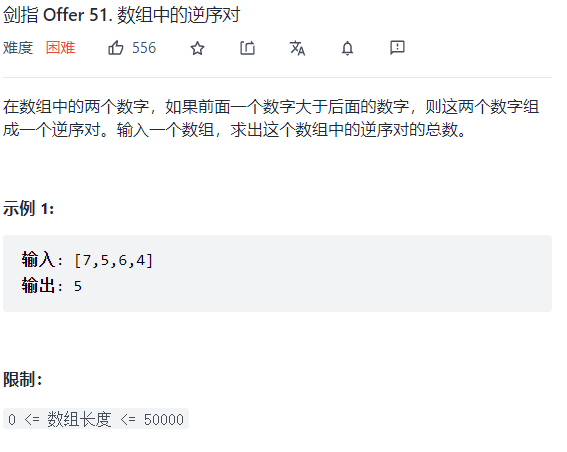 剑指 Offer 51. 数组中的逆序对
难度 困难 556
在数组中的两个数字，如果前面一个数字大于后面的数字，则这两个数字组
成一个逆序对。输入一个数组，求出这个数组中的逆序对的总数。
示例 1:
输入: [7,5,6,4]
输出: 5
限制：
0 <= 数组长度 <= 50000